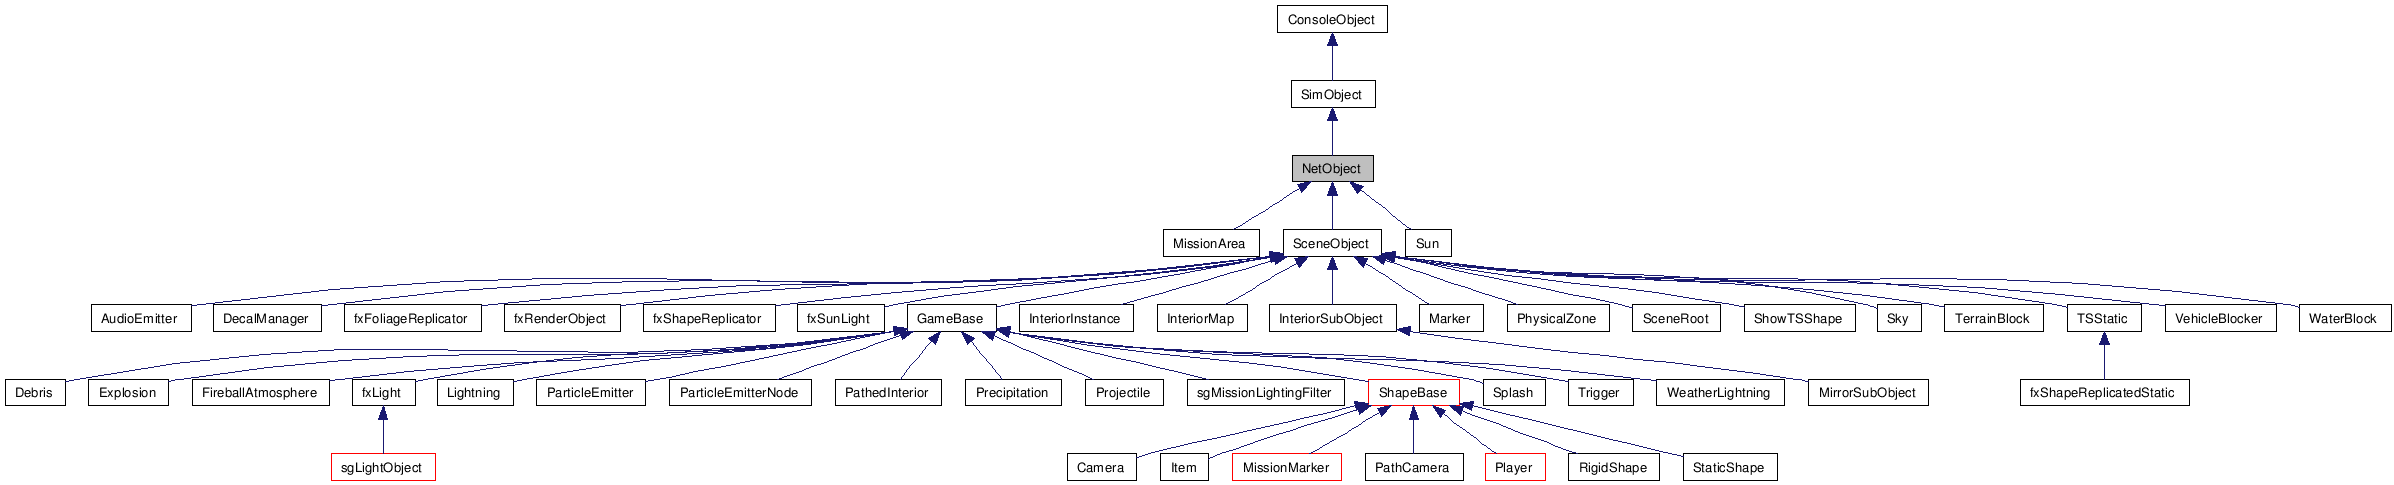 ConsoleObject
SimObject
NetObject
MissionArea
SceneObject
Sun
AudioEmitter
DecalManager
fxFoliageReplicator
fxRenderObject
fxShapeReplicator
fxSunLight
GameBase
InteriorInstance
InteriorMap
InteriorSubObject
Marker
PhysicalZone
SceneRoot
ShowTSShape
Sky
TerrainBlock
TSStatic
VehicleBlocker
WaterBlock
Debris
Explosion
FireballAtmosphere
fxLight
Lightning
ParticleEmitter
ParticleEmitterNode
PathedInterior
Precipitation
Projectile
sgMissionLightingFilter
ShapeBase
Splash
Trigger
WeatherLightning
MirrorSubObject
fxShapeReplicatedStatic
sgLightObject
Camera
Item
MissionMarker
PathCamera
Player
RigidShape
StaticShape